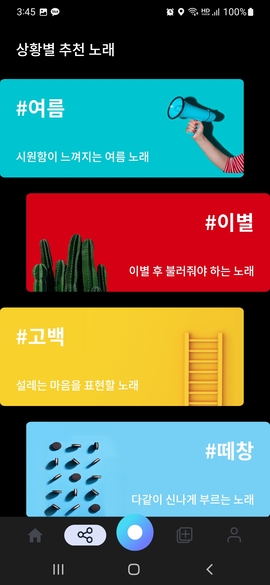 3:45
100%
상황별 추천 노래
#여름
시원함이 느껴지는 여름 노래
#이별
이별 후 불러줘야 하는 노래
#고백
설레는 마음을 표현할 노래
#떼창
다같이 신나게 부르는 노래